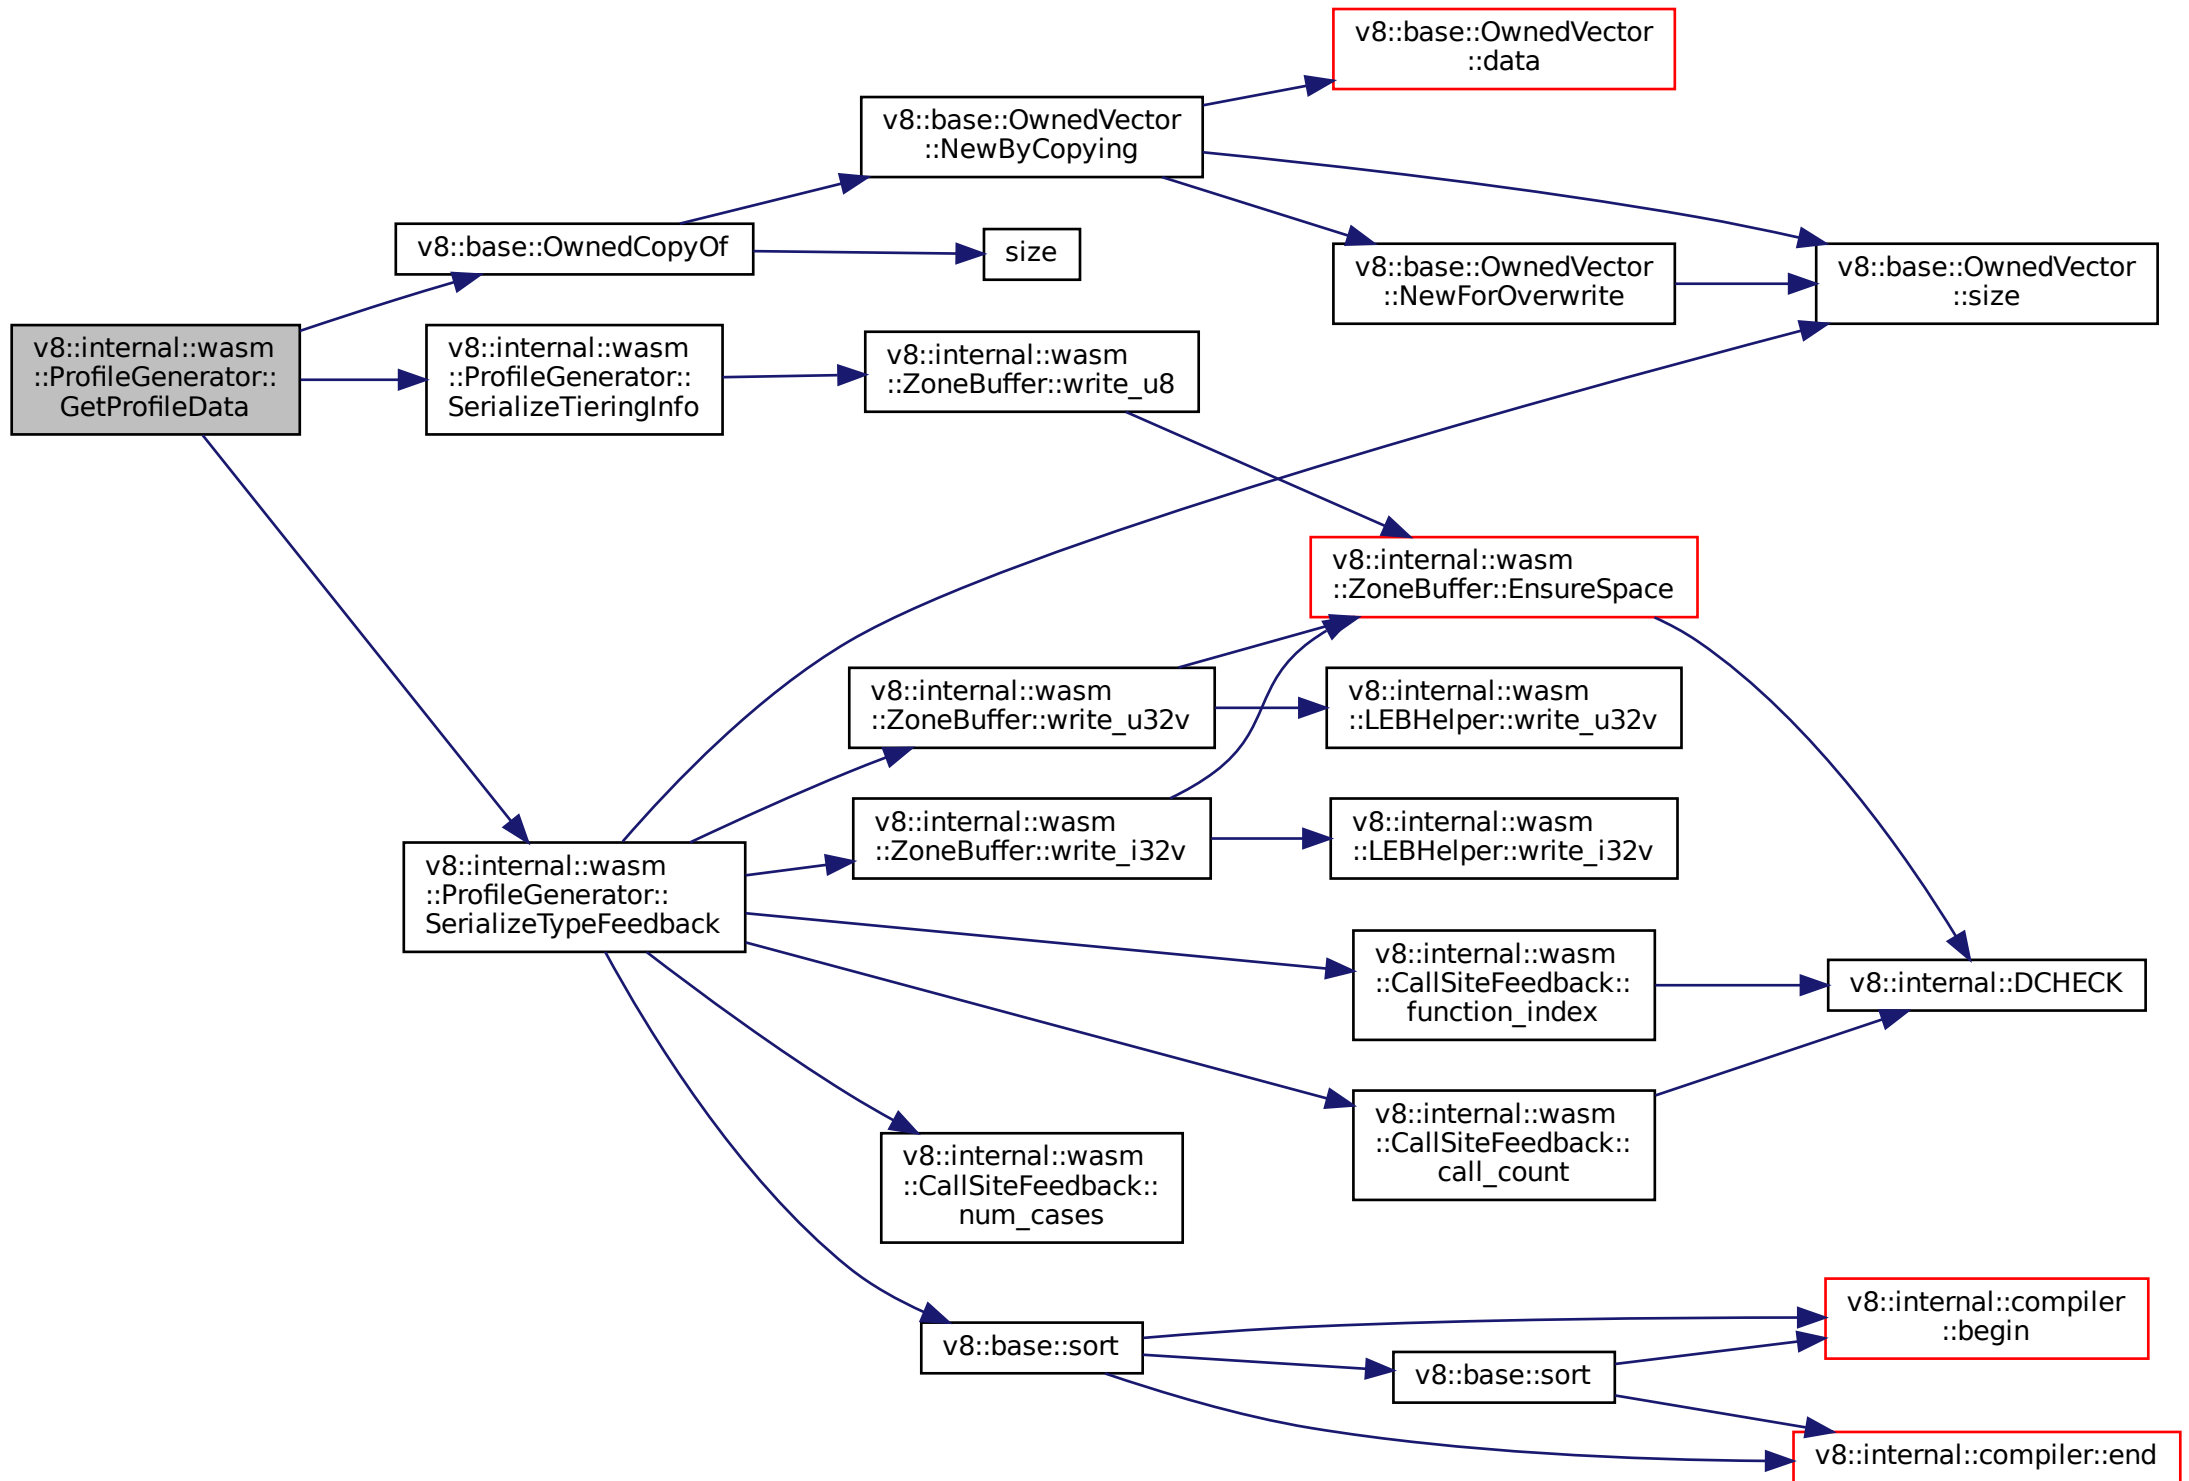 v8::base::OwnedVector
::data
v8::base::OwnedVector
::NewByCopying
v8::base::OwnedCopyOf
size
v8::base::OwnedVector
::NewForOverwrite
v8::base::OwnedVector
::size
v8::internal::wasm
::ProfileGenerator::
GetProfileData
v8::internal::wasm
::ProfileGenerator::
SerializeTieringInfo
v8::internal::wasm
::ZoneBuffer::write_u8
v8::internal::wasm
::ZoneBuffer::EnsureSpace
v8::internal::wasm
::ZoneBuffer::write_u32v
v8::internal::wasm
::LEBHelper::write_u32v
v8::internal::wasm
::ZoneBuffer::write_i32v
v8::internal::wasm
::LEBHelper::write_i32v
v8::internal::wasm
::ProfileGenerator::
SerializeTypeFeedback
v8::internal::wasm
::CallSiteFeedback::
function_index
v8::internal::DCHECK
v8::internal::wasm
::CallSiteFeedback::
call_count
v8::internal::wasm
::CallSiteFeedback::
num_cases
v8::base::sort
v8::base::sort
v8::internal::compiler
::begin
v8::internal::compiler::end